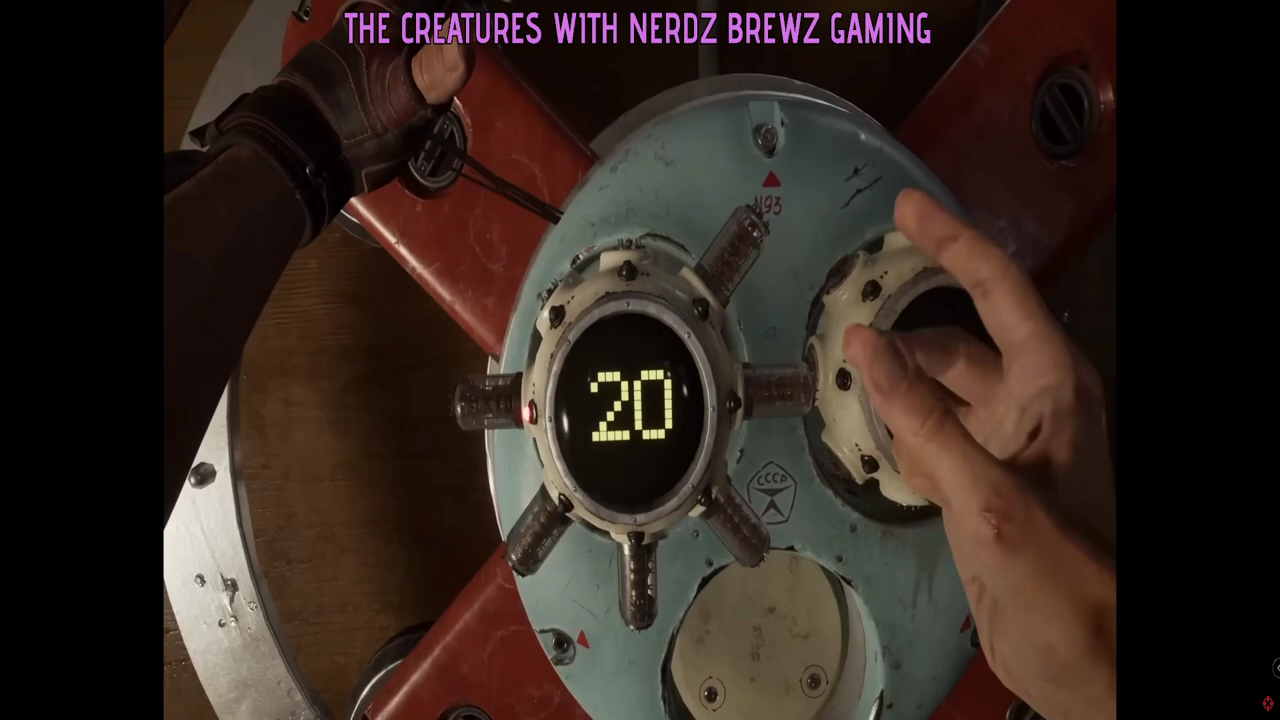 THE CREATURES WITH NERDZ BREWZ GAMING
N93
20
СССР